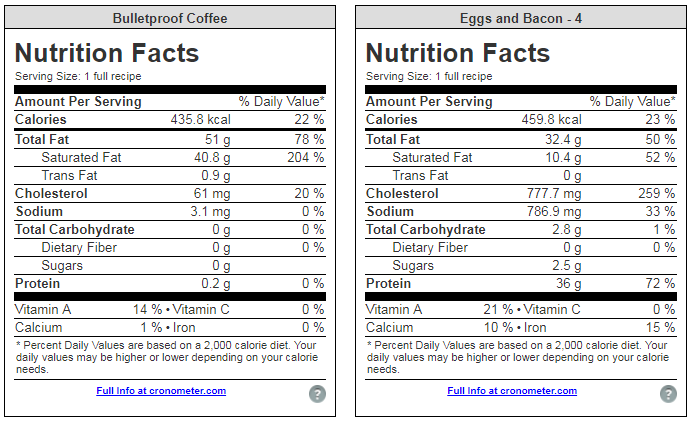 Bulletproof Coffee
Nutrition Facts
Serving Size: 1 full recipe
Amount Per Serving % Daily Value*
Calories 435.8 kcal 22 %
Total Fat 51 g 78 %
Saturated Fat 40.8 g 204 %
Trans Fat 0.9 g
Cholesterol 61 mg 20 %
Sodium 3.1 mg 0 %
Total Carbohydrate 0 g 0 %
Dietary Fiber 0 g 0 %
Sugars 0 g
Protein 0.2 g 0 %
Vitamin A 14 % • Vitamin C 0 %
Calcium 1 % • Iron 0 %
* Percent Daily Values are based on a 2,000 calorie diet. Your
daily values may be higher or lower depending on your calorie
needs.
Full Info at cronometer.com ?
Eggs and Bacon - 4
Nutrition Facts
Serving Size: 1 full recipe
Amount Per Serving % Daily Value*
Calories 459.8 kcal 23 %
Total Fat 32.4 g 50 %
Saturated Fat 10.4 g 52 %
Trans Fat 0 g
Cholesterol 777.7 mg 259 %
Sodium 786.9 mg 33 %
Total Carbohydrate 2.8 g 1 %
Dietary Fiber 0 g 0 %
Sugars 2.5 g
Protein 36 g 72 %
Vitamin A 21 % • Vitamin C 0 %
Calcium 10 % • Iron 15 %
* Percent Daily Values are based on a 2,000 calorie diet. Your
daily values may be higher or lower depending on your calorie
needs.
Full Info at cronometer.com ?